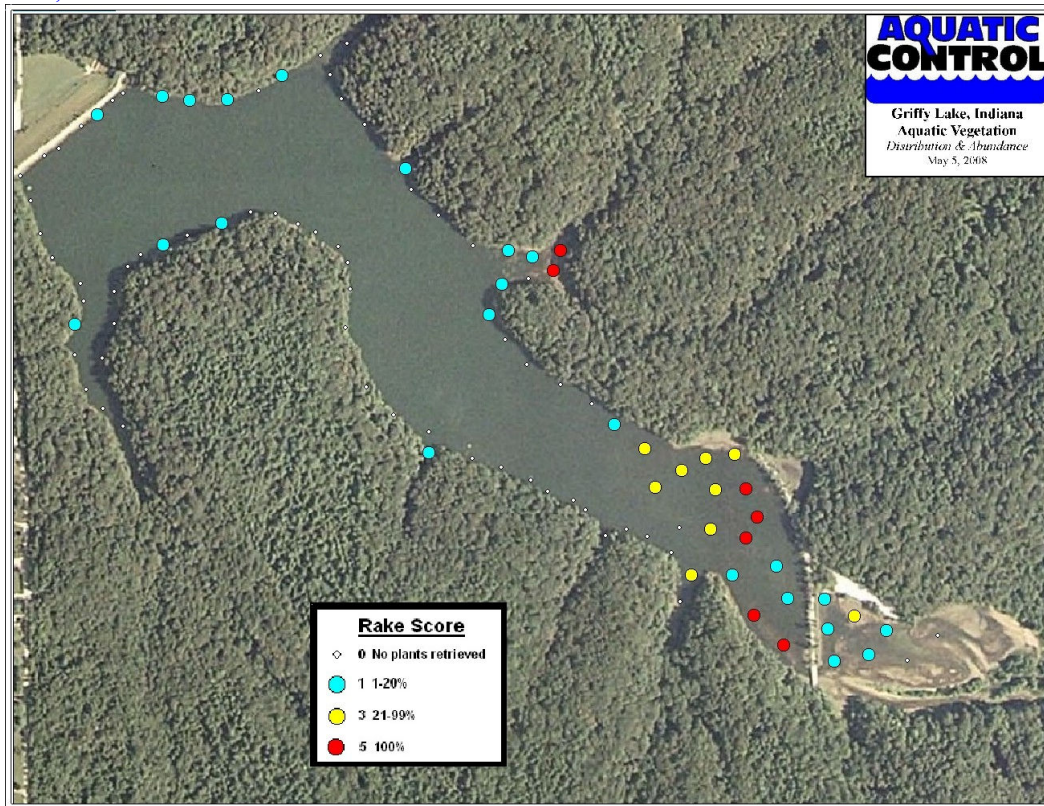 AQUATIC
CONTROL
Griffy Lake, Indiana
Aquatic Vegetation
Distribution & Abundance
May 5, 2008
Rake Score
0 No plants retrieved
1 1-20%
3 21-99%
5 100%